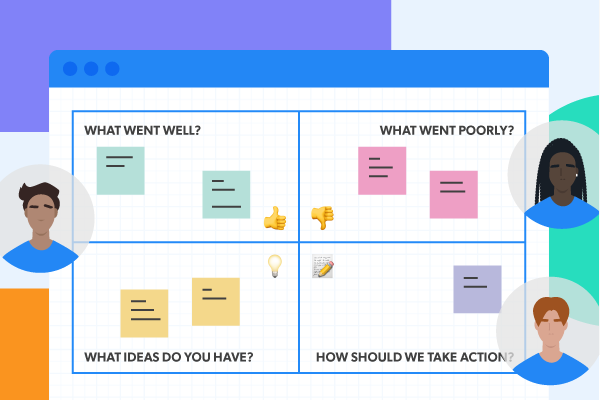 WHAT WENT WELL?
WHAT WENT POORLY?
WHAT IDEAS DO YOU HAVE?
HOW SHOULD WE TAKE ACTION?